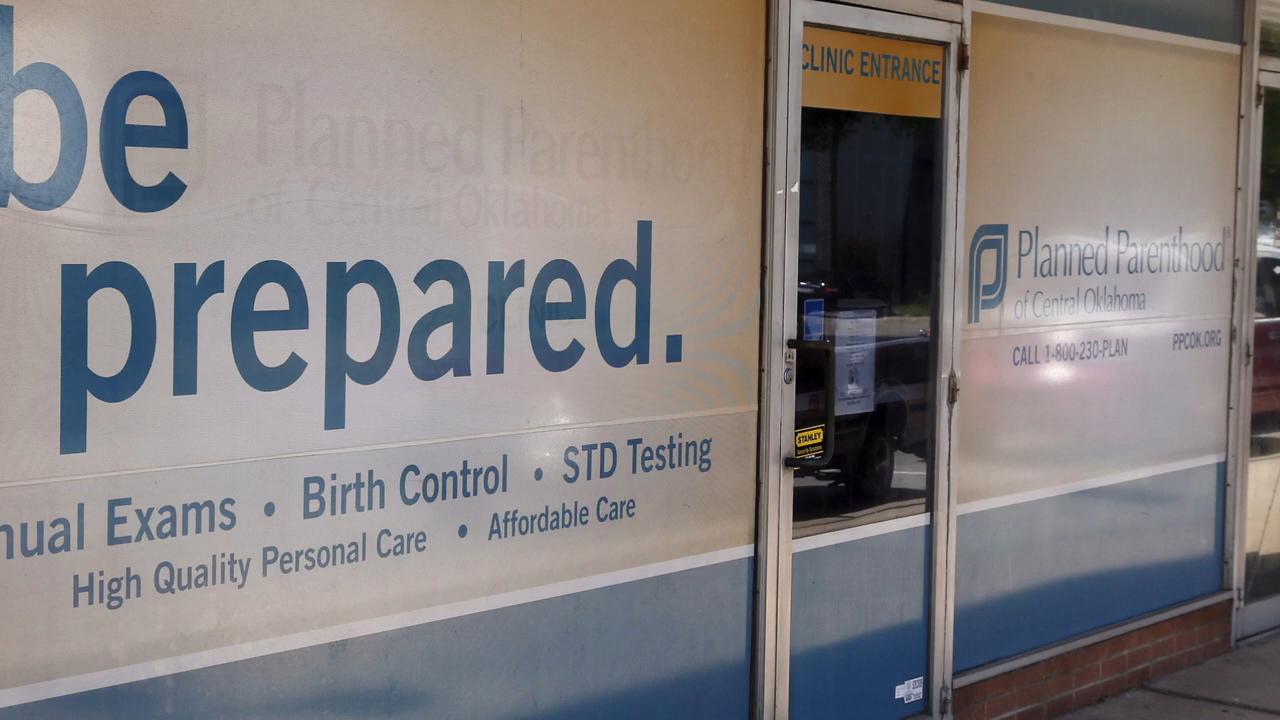 be
Planned Parenthood
of Central Oklahoma
prepared.
nual Exams • Birth Control • STD Testing
High Quality Personal Care • Affordable Care
CLINIC ENTRANCE
STANLEY
Planned Parenthood
of Central Oklahoma
CALL 1-800-230-PLAN
PPCOK.ORG